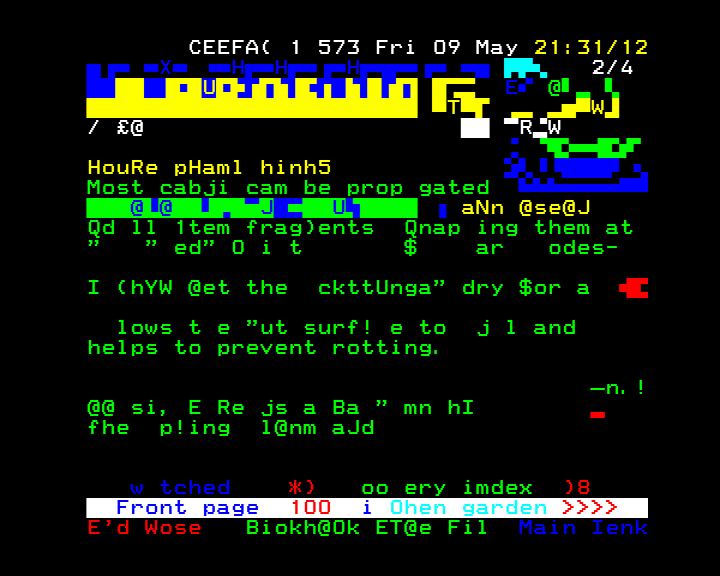 CEEFA( 1 573 Fri 09 May 21:31/12
2/4
/ £@
HouRe pHaml hinh5
Most cabji cam be prop gated
aNn @se@J
Qd ll 1tem frag)ents Qnap ing them at
” ” ed” O i t $ ar odes-
I (hYW @et the ckttUnga” dry $or a
lows t e ”ut surf! e to j l and
helps to prevent rotting.
—n. !
@@ si, E Re js a Ba ” mn hI
fhe p!ing l@nm aJd
w tched *) oo ery imdex )8
Front page 100 i Ohen garden >>>>
E'd Wose Biokh@Ok ET@e Fil Main Ienk